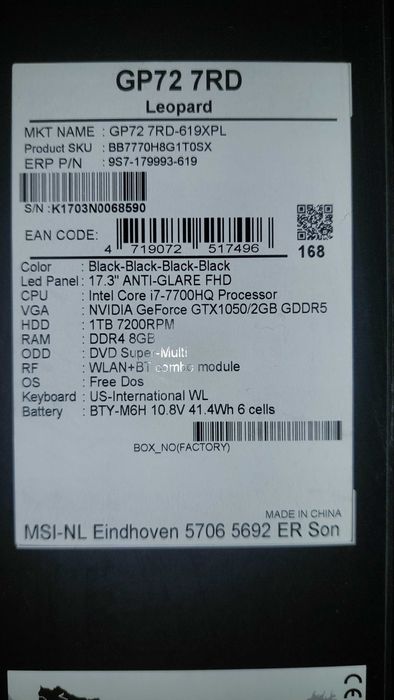 GP72 7RD
Leopard
MKT NAME : GP72 7RD-619XPL
Product SKU : BB7770H8G1T0SX
ERP P/N : 9S7-179993-619
S/N :K1703N0068590
EAN CODE:
4 719072 517496
168
Color : Black-Black-Black-Black
Led Panel : 17.3" ANTI-GLARE FHD
CPU : Intel Core i7-7700HQ Processor
VGA : NVIDIA GeForce GTX1050/2GB GDDR5
HDD : 1TB 7200RPM
RAM : DDR4 8GB
ODD : DVD Super-Multi
RF : WLAN+BT combo module
OS : Free Dos
Keyboard : US-International WL
Battery : BTY-M6H 10.8V 41.4Wh 6 cells
BOX_NO(FACTORY)
MADE IN CHINA
MSI-NL Eindhoven 5706 5692 ER Son
CE